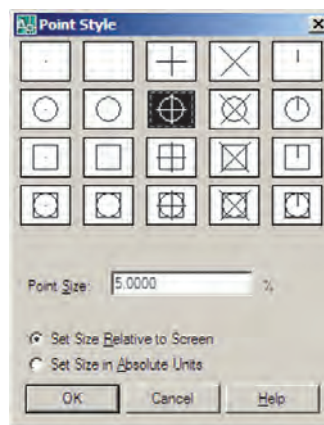 Point Style
Point Size: 5.0000 %
Set Size Relative to Screen
Set Size in Absolute Units
OK Cancel Help